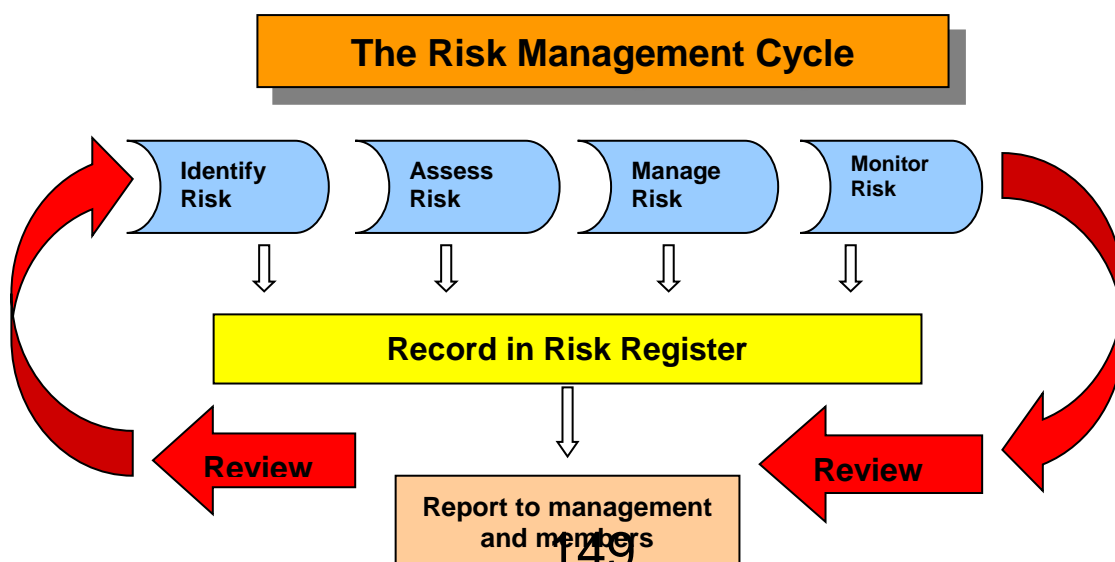 The Risk Management Cycle
Identify
Risk
Assess
Risk
Manage
Risk
Monitor
Risk
Record in Risk Register
Review
Review
Report to management
and members
149